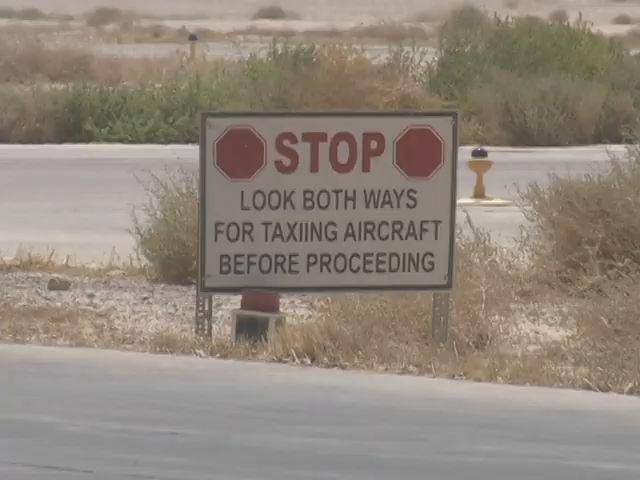 STOP
LOOK BOTH WAYS
FOR TAXIING AIRCRAFT
BEFORE PROCEEDING